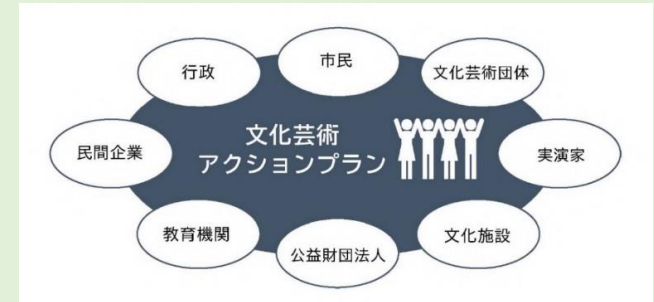 行政
市民
文化芸術団体
民間企業
文化芸術
アクションプラン
実演家
教育機関
公益財団法人
文化施設